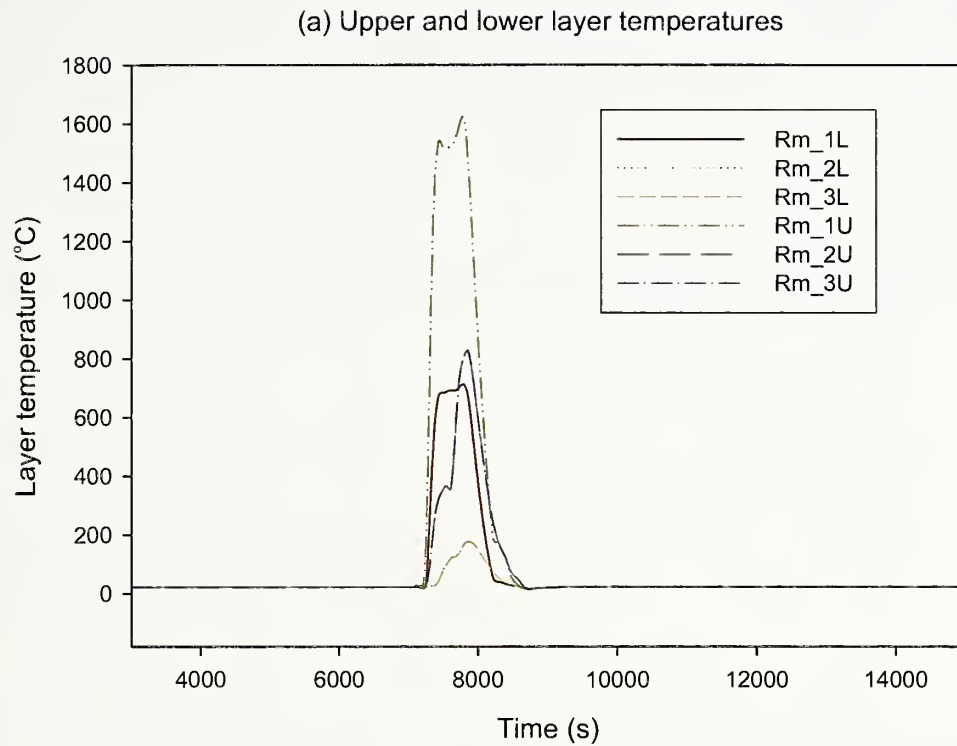 (a) Upper and lower layer temperatures
1800
1600
1400
1200
1000
800
600
400
200
0
Layer temperature (°C)
Rm_1L
Rm_2L
Rm_3L
Rm_1U
Rm_2U
Rm_3U
4000 6000 8000 10000 12000 14000
Time (s)